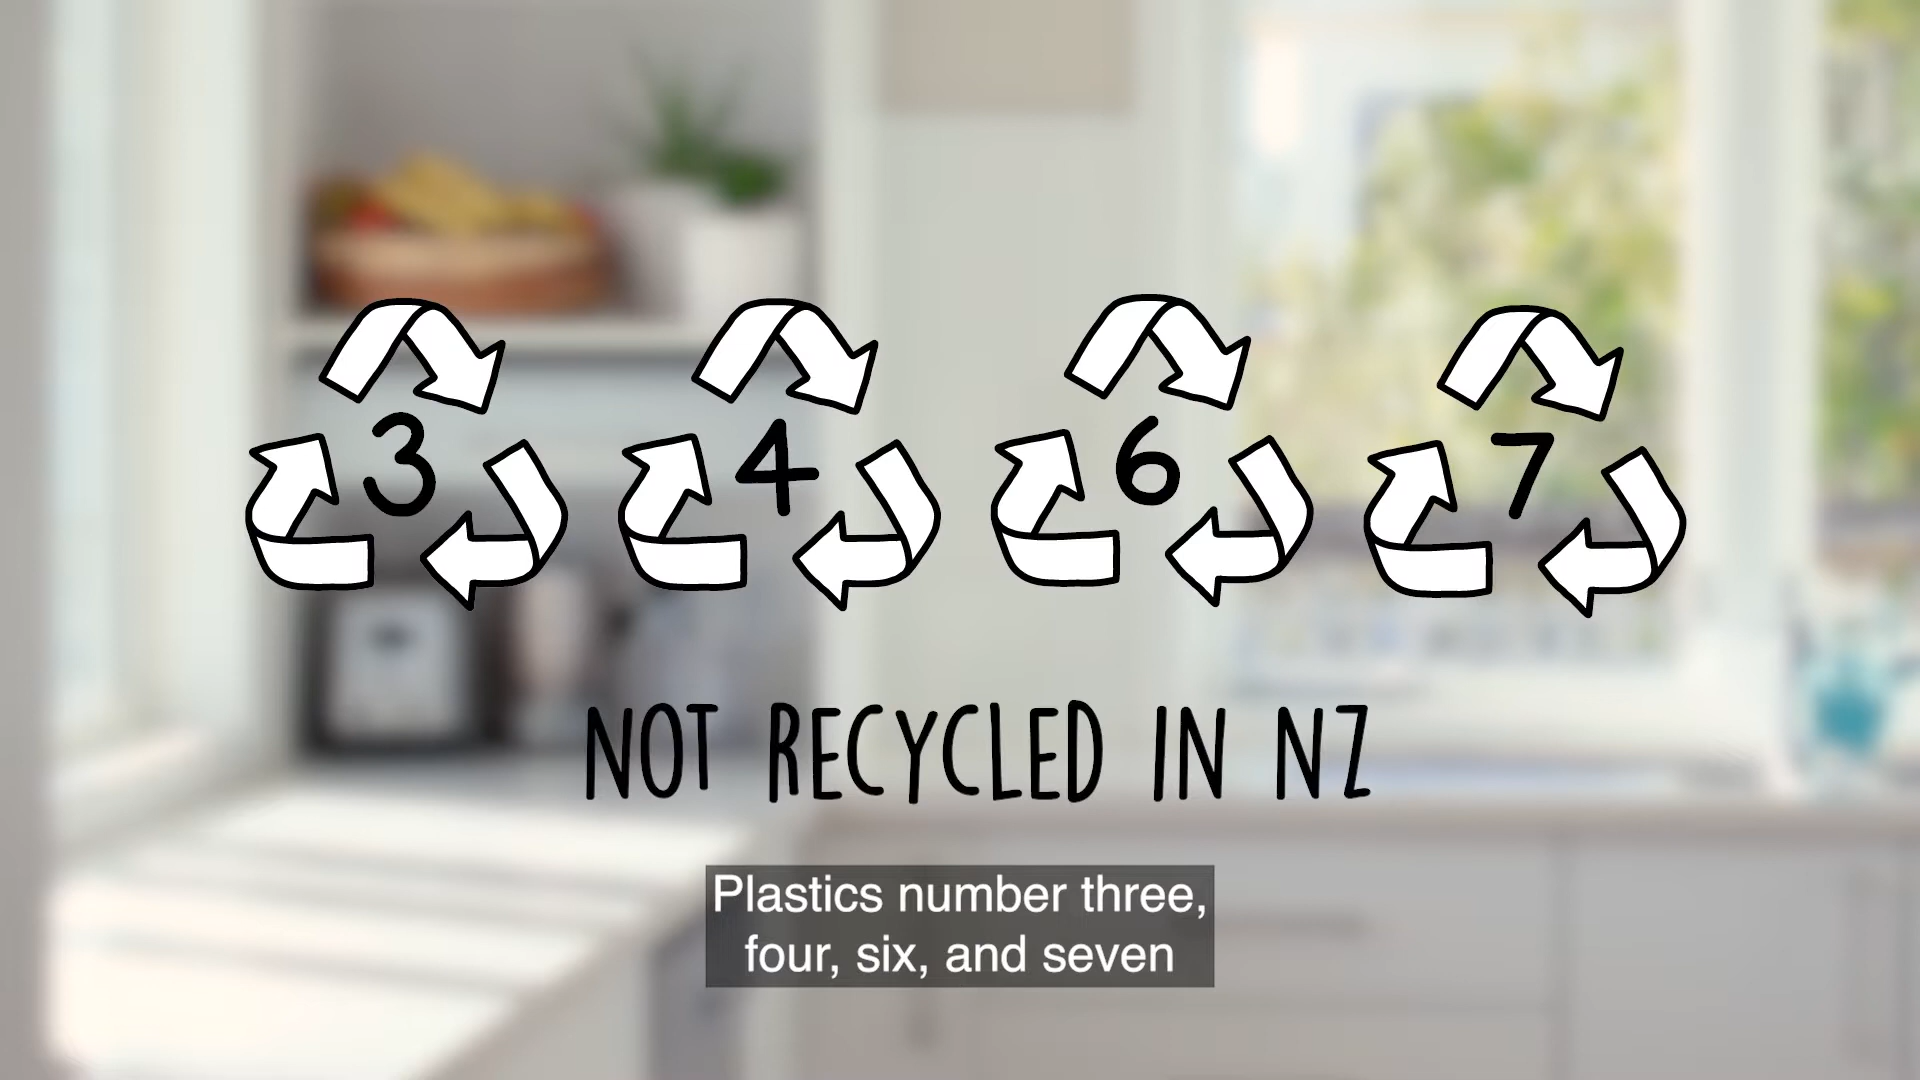 3 4 6 7
NOT RECYCLED IN NZ
Plastics number three,
four, six, and seven